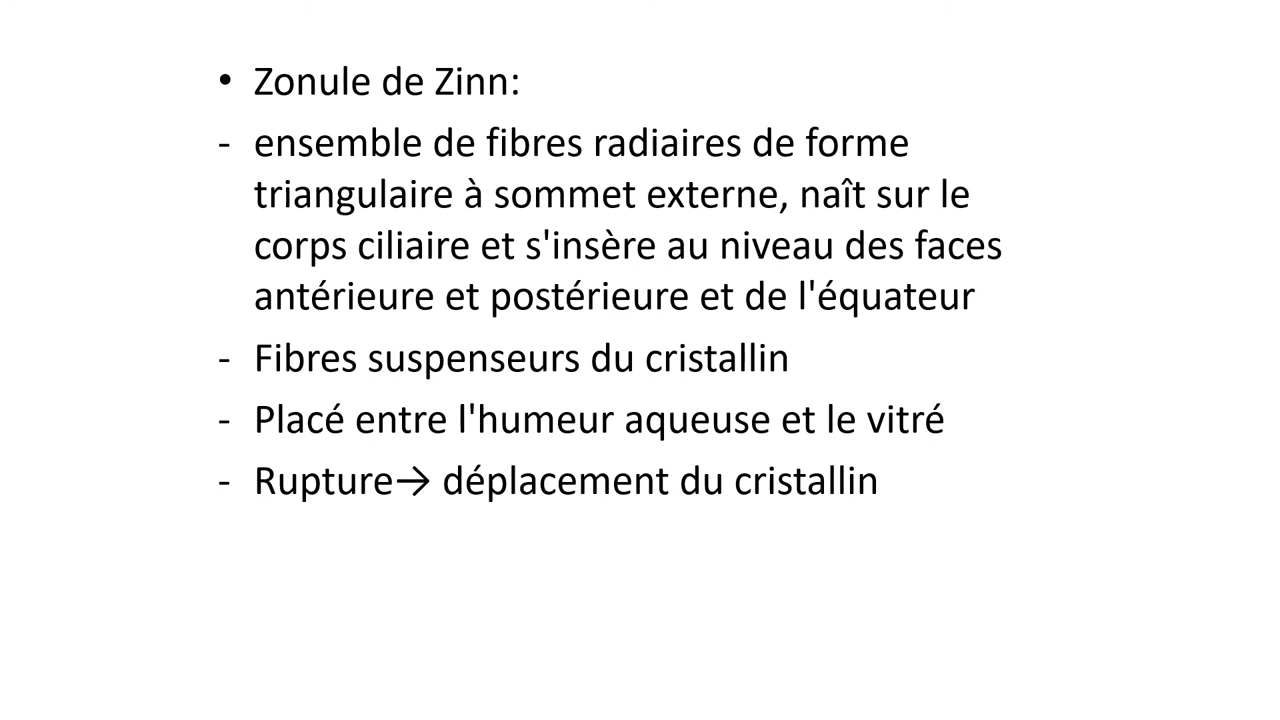 • Zonule de Zinn:
- ensemble de fibres radiaires de forme
triangulaire à sommet externe, naît sur le
corps ciliaire et s'insère au niveau des faces
antérieure et postérieure et de l'équateur
- Fibres suspenseurs du cristallin
- Placé entre l'humeur aqueuse et le vitré
- Rupture→ déplacement du cristallin